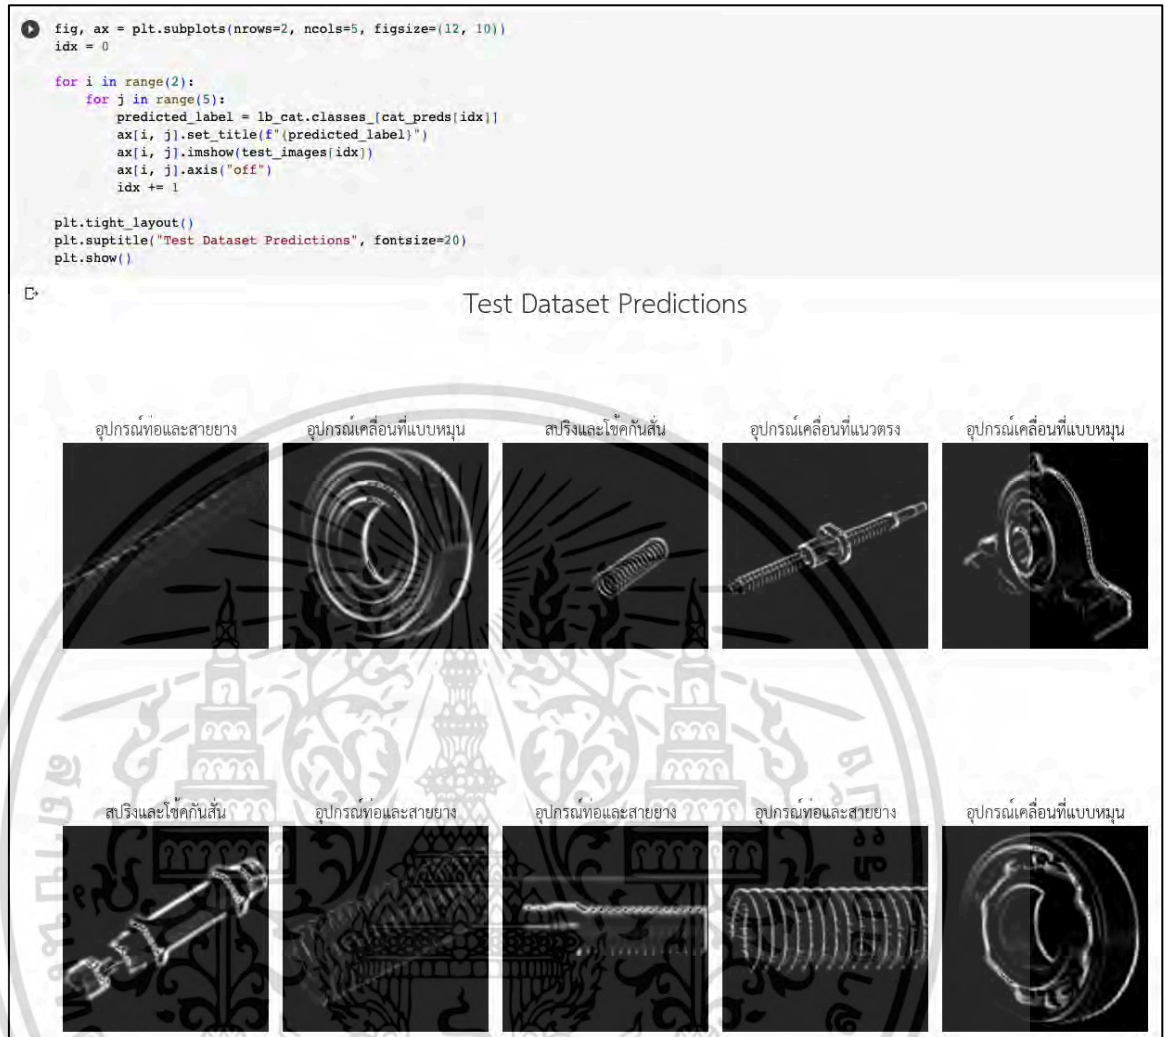 fig, ax = plt.subplots(nrows=2, ncols=5, figsize=(12, 10))
idx = 0
for i in range(2):
for j in range(5):
predicted_label = lb_cat.classes_[cat_preds[idx]]
ax[i, j].set_title(f"{predicted_label}")
ax[i, j].imshow(test_images[idx])
ax[i, j].axis("off")
idx += 1
plt.tight_layout()
plt.suptitle("Test Dataset Predictions", fontsize=20)
plt.show()
Test Dataset Predictions
อุปกรณ์ท่อและสายยาง อุปกรณ์เคลื่อนที่แบบหมุน สปริงและโช้คกันสั่น อุปกรณ์เคลื่อนที่แนวตรง อุปกรณ์เคลื่อนที่แบบหมุน
สปริงและโช้คกันสั่น อุปกรณ์ท่อและสายยาง อุปกรณ์ท่อและสายยาง อุปกรณ์ท่อและสายยาง อุปกรณ์เคลื่อนที่แบบหมุน